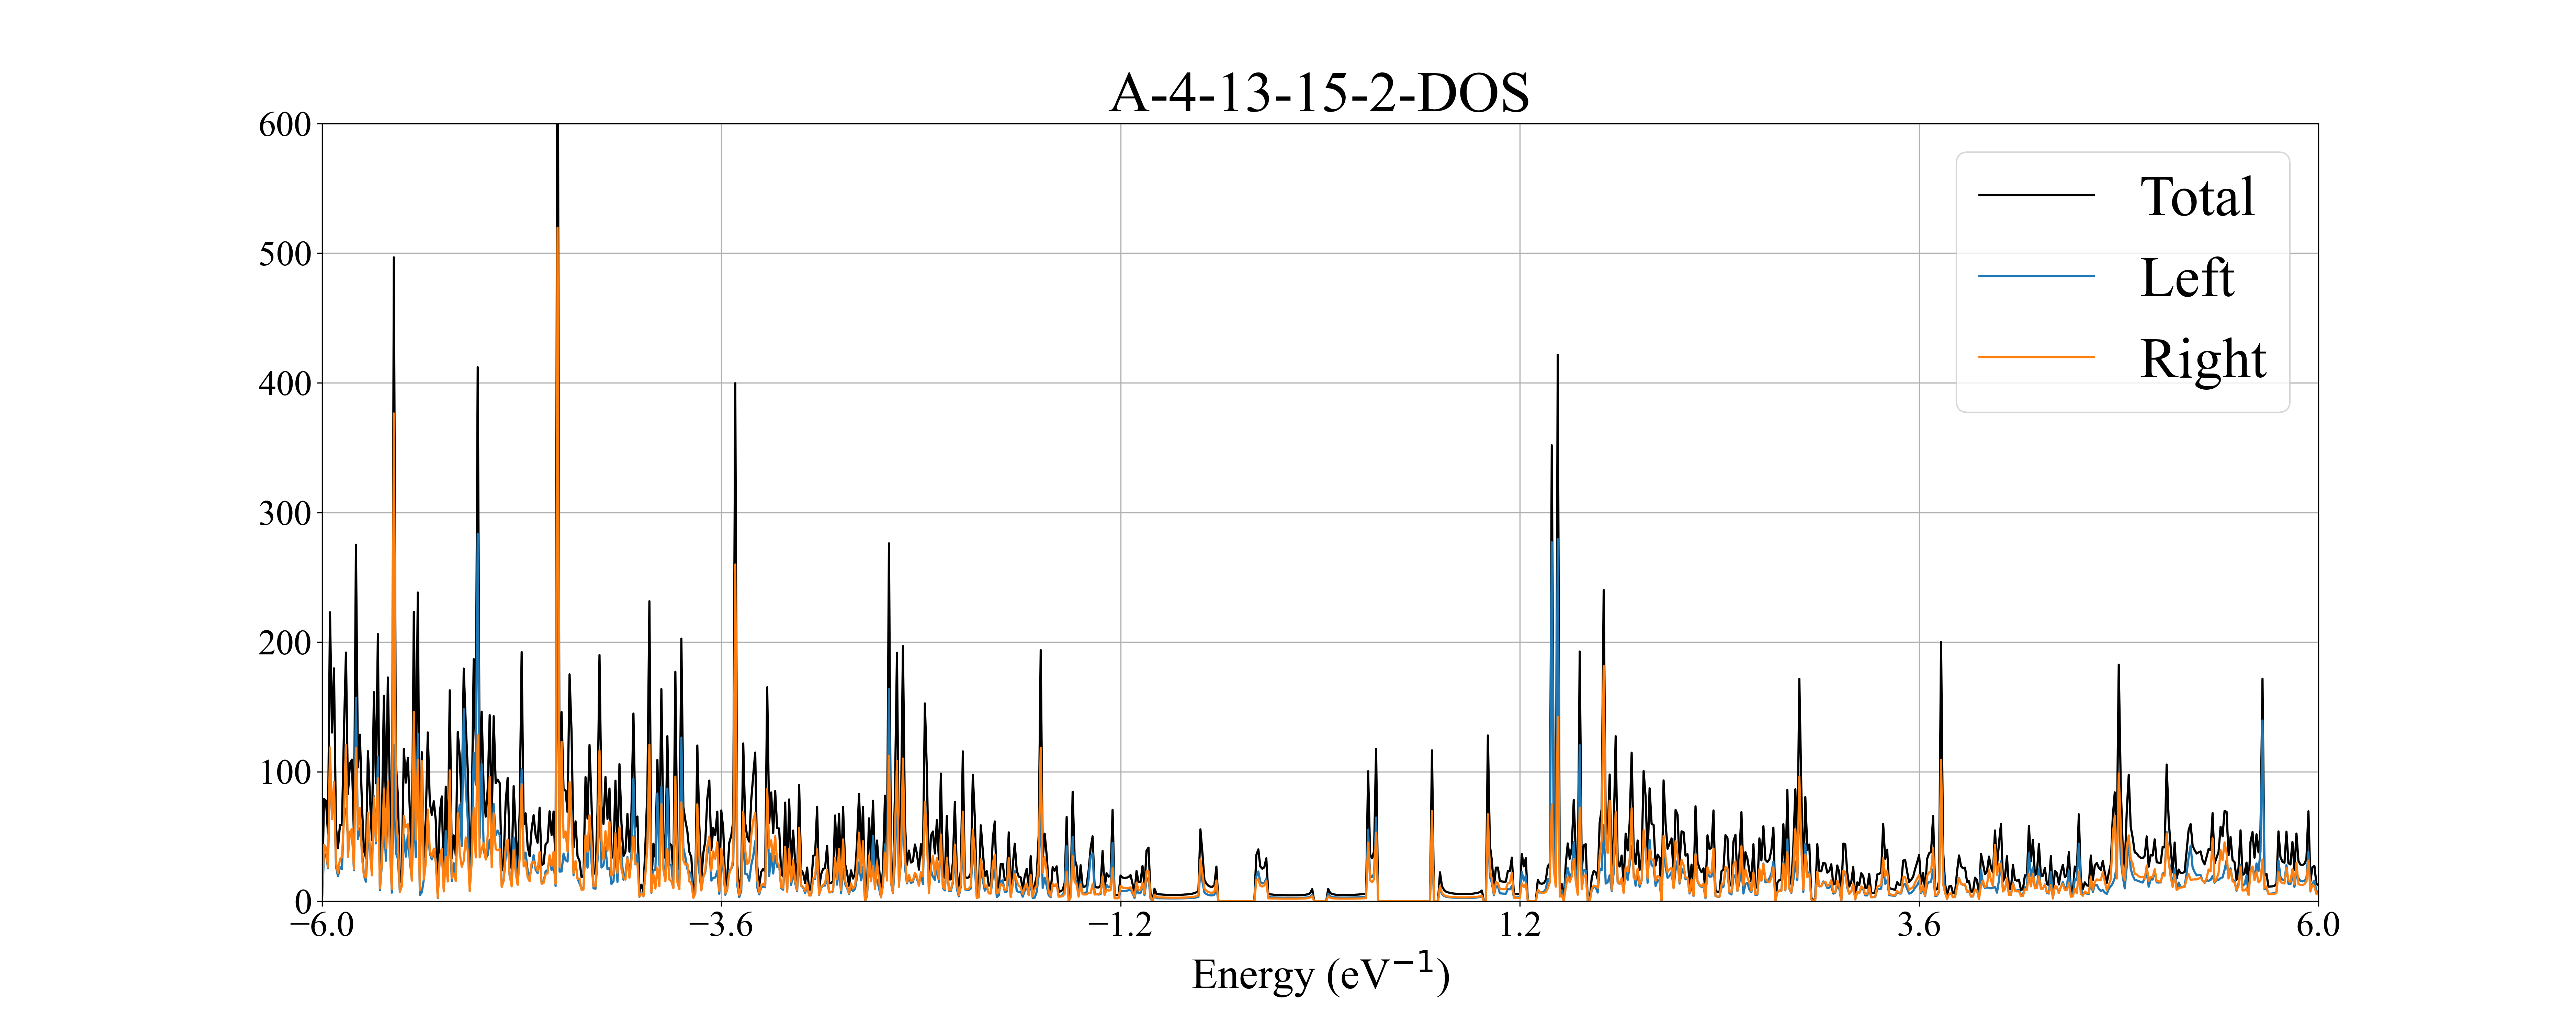 A-4-13-15-2-DOS
600
500
400
300
200
100
0
Total
Left
Right
−6.0 −3.6 −1.2 1.2 3.6 6.0
Energy (eV⁻¹)